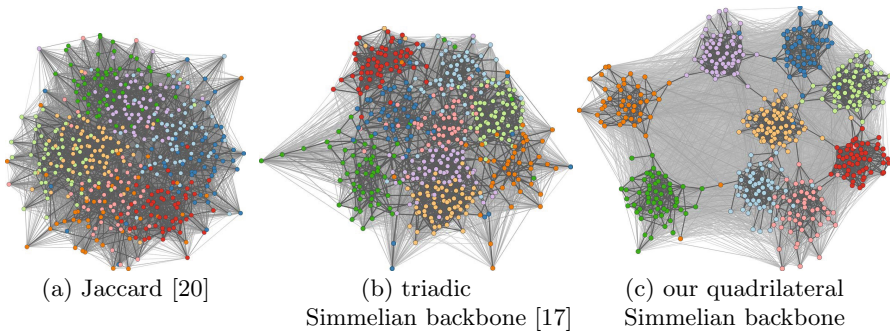 (a) Jaccard [20]
(b) triadic
Simmelian backbone [17]
(c) our quadrilateral
Simmelian backbone